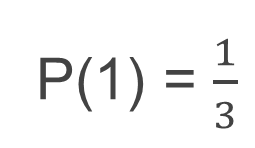 P(1) = 1/3